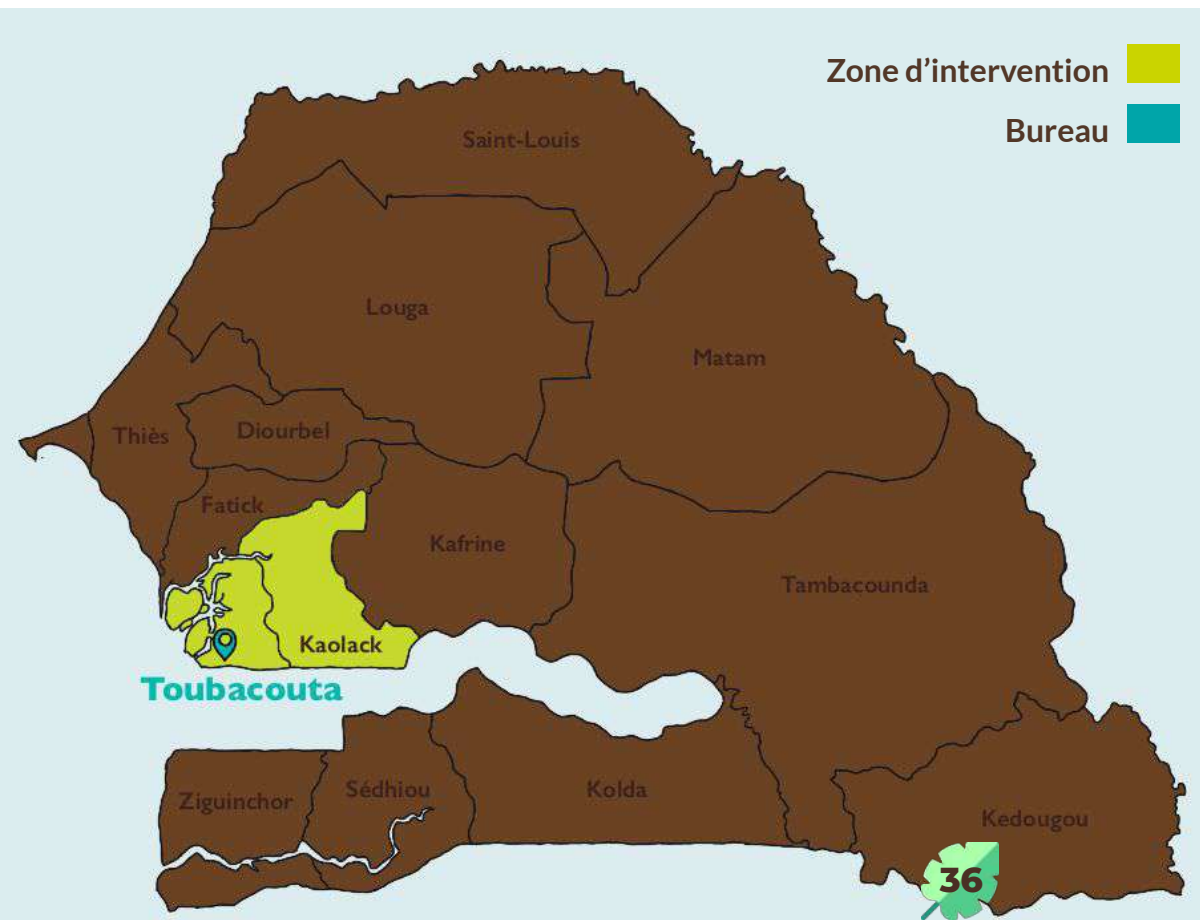 Zone d'intervention
Bureau
Saint-Louis
Louga
Matam
Thiès
Diourbel
Fatick
Kafrine
Tambacounda
Kaolack
Toubacouta
Ziguinchor
Sédhiou
Kolda
Kedougou
36